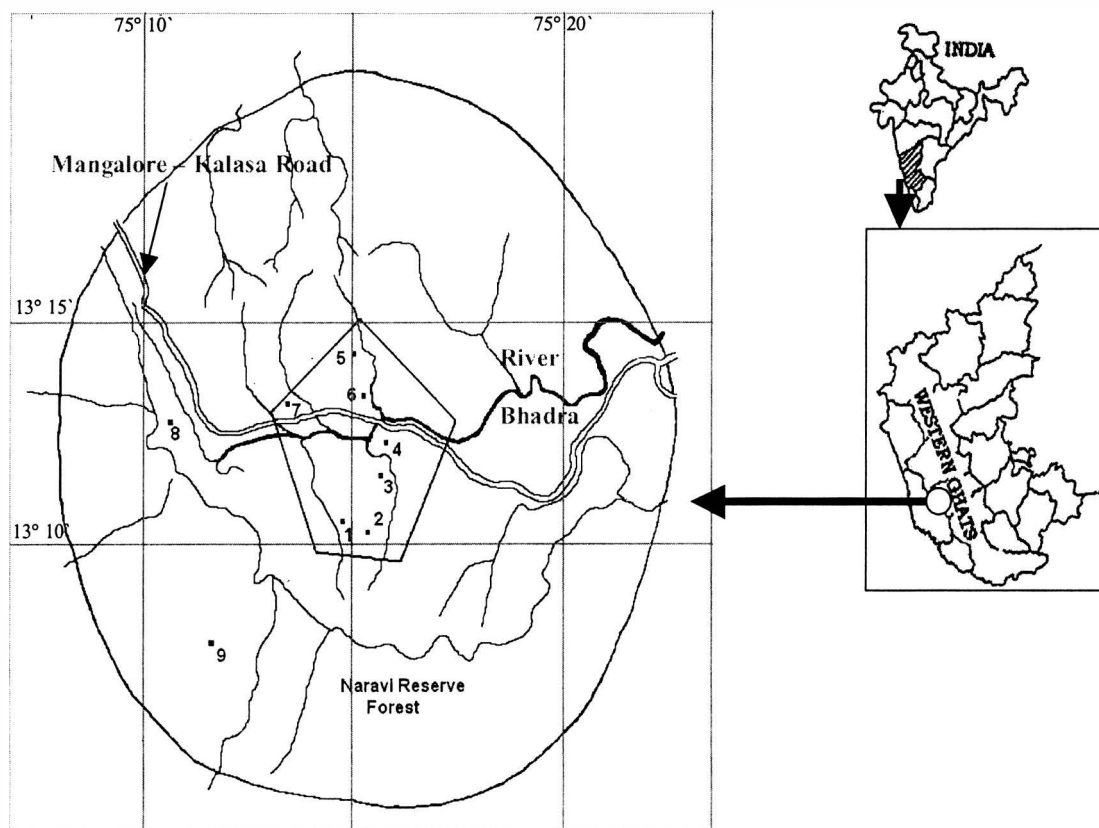 75° 10`
75° 20`
INDIA
Mangalore – Kalasa Road
13° 15`
River
Bhadra
5
6
7
8
4
3
1
2
13° 10`
9
Naravi Reserve
Forest
WESTERN GHATS